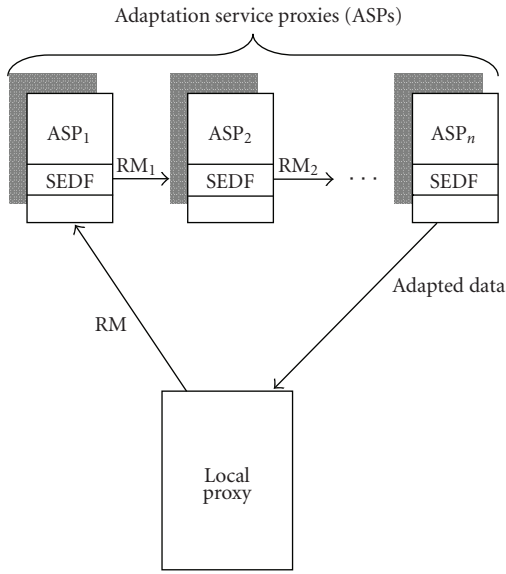 Adaptation service proxies (ASPs)
ASP₁
ASP₂
ASPₙ
RM₁
RM₂
SEDF
SEDF
. . .
SEDF
Adapted data
RM
Local
proxy